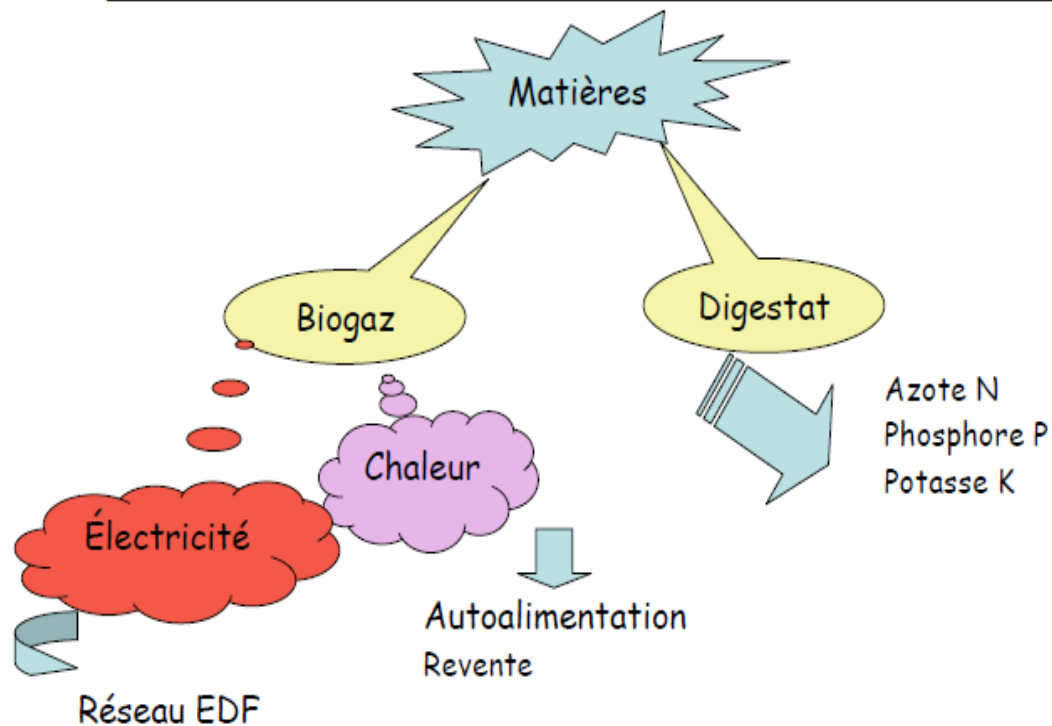 Matières
Biogaz
Digestat
Azote N
Phosphore P
Potasse K
Chaleur
Électricité
Autoalimentation
Revente
Réseau EDF